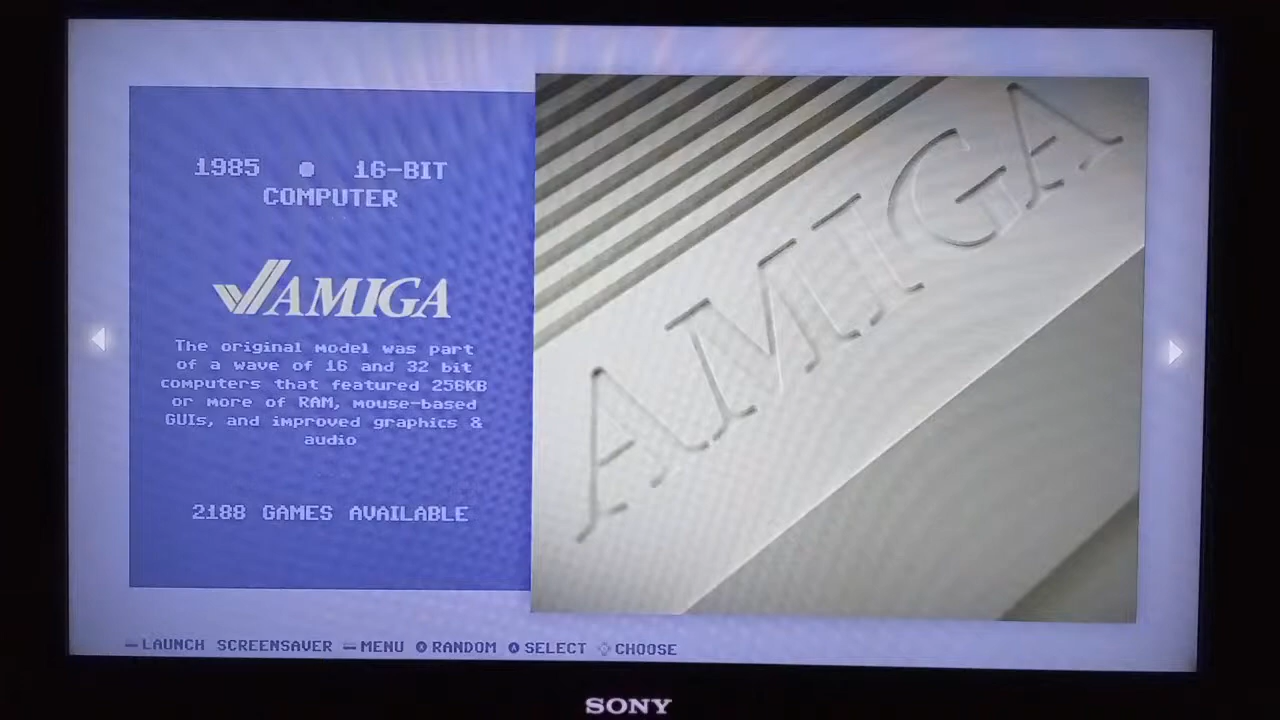 1985 ● 16-BIT
COMPUTER
AMIGA
The original model was part
of a wave of 16 and 32 bit
computers that featured 256KB
or more of RAM, mouse-based
GUIs, and improved graphics &
audio
2188 GAMES AVAILABLE
AMIGA
LAUNCH SCREENSAVER MENU RANDOM A SELECT CHOOSE
SONY